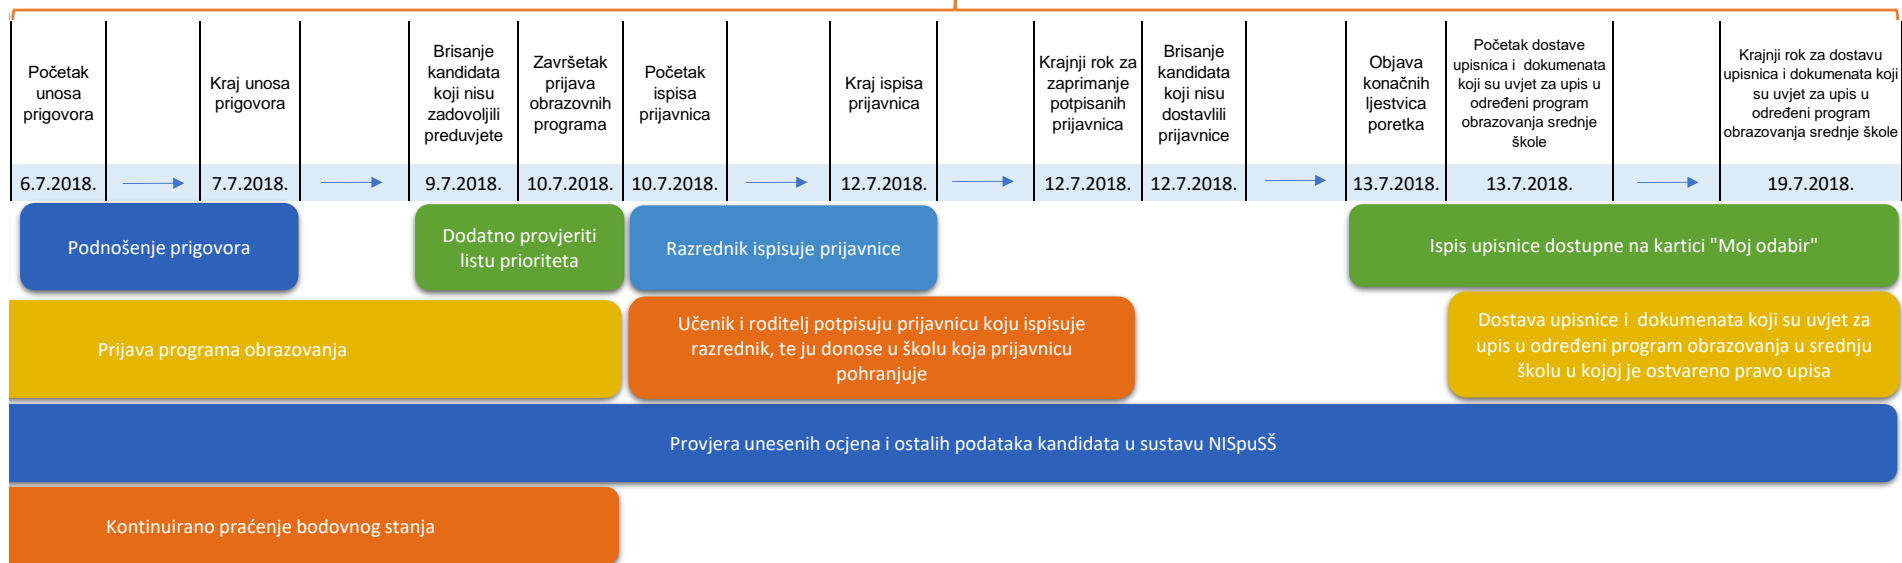 Početak
unosa
prigovora
Kraj unosa
prigovora
Brisanje
kandidata
koji nisu
zadovoljili
preduvjete
Završetak
prijava
obrazovnih
programa
Početak
ispisa
prijavnica
Kraj ispisa
prijavnica
Krajnji rok za
zaprimanje
potpisanih
prijavnica
Brisanje
kandidata
koji nisu
dostavlili
prijavnice
Objava
konačnih
ljestvica
poretka
Početak dostave
upisnica i dokumenata
koji su uvjet za upis u
određeni program
obrazovanja srednje
škole
Krajnji rok za dostavu
upisnica i dokumenata koji
su uvjet za upis u
određeni program
obrazovanja srednje škole
6.7.2018.
7.7.2018.
9.7.2018.
10.7.2018.
10.7.2018.
12.7.2018.
12.7.2018.
12.7.2018.
13.7.2018.
13.7.2018.
19.7.2018.
Podnošenje prigovora
Dodatno provjeriti
listu prioriteta
Razrednik ispisuje prijavnice
Ispis upisnice dostupne na kartici "Moj odabir"
Prijava programa obrazovanja
Učenik i roditelj potpisuju prijavnicu koju ispisuje
razrednik, te ju donose u školu koja prijavnicu
pohranjuje
Dostava upisnice i dokumenata koji su uvjet za
upis u određeni program obrazovanja u srednju
školu u kojoj je ostvareno pravo upisa
Provjera unesenih ocjena i ostalih podataka kandidata u sustavu NISpuSŠ
Kontinuirano praćenje bodovnog stanja